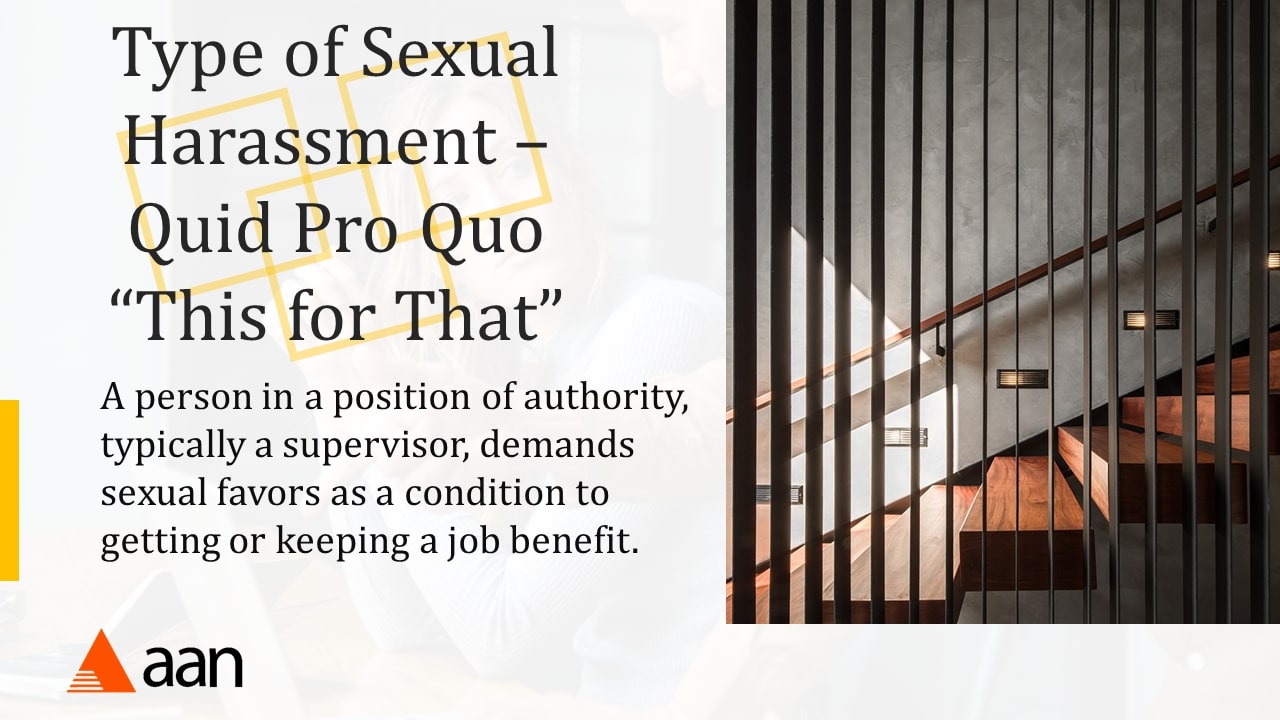 Type of Sexual
Harassment –
Quid Pro Quo
“This for That”
A person in a position of authority,
typically a supervisor, demands
sexual favors as a condition to
getting or keeping a job benefit.
aan